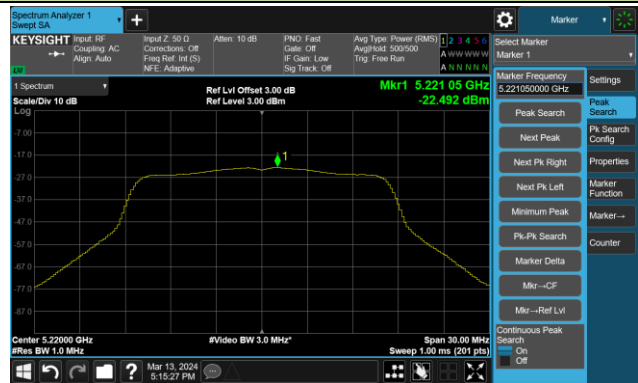 Spectrum Analyzer 1
Swept SA
Marker
KEYSIGHT
Input: RF
Coupling: AC
Align: Auto
Input Z: 50 Ω
Corrections: Off
Freq Ref: Int (S)
NFE: Adaptive
Atten: 10 dB
PNO: Fast
Gate: Off
IF Gain: Low
Sig Track: Off
Avg Type: Power (RMS)
Avg|Hold: 500/500
Trig: Free Run
1 2 3 4 5 6
A W W W W W
A N N N N N
Select Marker
Marker 1
LXI
1 Spectrum
Scale/Div 10 dB
Log
Ref Lvl Offset 3.00 dB
Ref Level 3.00 dBm
Mkr1 5.221 05 GHz
-22.492 dBm
1
-7.00
-17.0
-27.0
-37.0
-47.0
-57.0
-67.0
-77.0
-87.0
Center 5.22000 GHz
#Res BW 1.0 MHz
#Video BW 3.0 MHz*
Span 30.00 MHz
Sweep 1.00 ms (201 pts)
Marker Frequency
5.221050000 GHz
Peak Search
Next Peak
Next Pk Right
Next Pk Left
Minimum Peak
Pk-Pk Search
Marker Delta
Mkr→CF
Mkr→Ref Lvl
Continuous Peak
Search
On
Off
Settings
Peak
Search
Pk Search
Config
Properties
Marker
Function
Marker→
Counter
?
Mar 13, 2024
5:15:27 PM